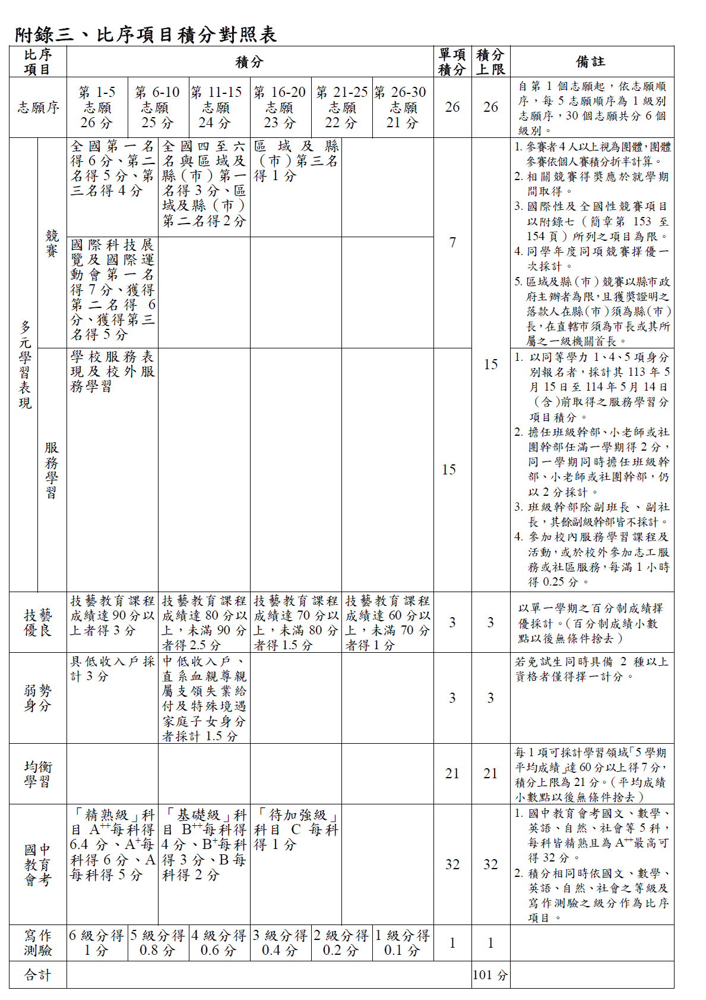 附錄三、比序項目積分對照表
比序
項目
積分
單項
積分
積分
上限
備註
志願序
第 1-5
志願
26 分
第 6-10
志願
25 分
第 11-15
志願
24 分
第 16-20
志願
23 分
第 21-25
志願
22 分
第 26-30
志願
21 分
26
26
自第 1 個志願起，依志願順
序，每 5 志願順序為 1 級別
志願序，30 個志願共分 6 個
級別。
多元學習表現
競賽
全國第一名
得 6 分、第二
名得 5 分、第
三名得 4 分
全國四至六
名與區域及
縣（市）第一
名得 3 分、區
域及縣（市）
第二名得 2 分
區域及縣
（市）第三名
得 1 分
國際科技展
覽及國際運
動會第一名
得 7 分、獲得
第二名得 6
分、獲得第三
名得 5 分
7
15
1. 參賽者 4 人以上視為團體，團體
參賽依個人賽積分折半計算。
2. 相關競賽得獎應於就學期
間取得。
3. 國際性及全國性競賽項目
以附錄七（簡章第 153 至
154 頁）所列之項目為限。
4. 同學年度同項競賽擇優一
次採計。
5. 區域及縣（市）競賽以縣市政
府主辦者為限，且獲獎證明之
落款人在縣（市）須為縣（市）
長，在直轄市須為市長或其所
屬之一級機關首長。
服務學習
學校服務表
現及校外服
務學習
15
1. 以同等學力 1、4、5 項身分
別報名者，採計其 113 年 5
月 15 日至 114 年 5 月 14 日
（含）前取得之服務學習分
項目積分。
2. 擔任班級幹部、小老師或社
團幹部任滿一學期得 2 分，
同一學期同時擔任班級幹
部、小老師或社團幹部，仍
以 2 分採計。
3. 班級幹部除副班長、副社
長，其餘副級幹部皆不採計。
4. 參加校內服務學習課程及
活動，或於校外參加志工服
務或社區服務，每滿 1 小時
得 0.25 分。
技藝
優良
技藝教育課程
成績達 90 分以
上者得 3 分
技藝教育課程
成績達 80 分以
上，未滿 90 分
者得 2.5 分
技藝教育課程
成績達 70 分以
上，未滿 80 分
者得 1.5 分
技藝教育課程
成績達 60 分以
上，未滿 70 分
者得 1 分
3
3
以單一學期之百分制成績擇
優採計。（百分制成績小數
點以後無條件捨去）
弱勢
身分
具低收入戶採
計 3 分
中低收入戶、
直系血親尊親
屬支領失業給
付及特殊境遇
家庭子女身分
者採計 1.5 分
3
3
若免試生同時具備 2 種以上
資格者僅得擇一計分。
均衡
學習
21
21
每 1 項可採計學習領域「5 學期
平均成績」達 60 分以上得 7 分，
積分上限為 21 分。（平均成績
小數點以後無條件捨去）
國中
教育
會考
「精熟級」科
目 A++每科得
6.4 分、A+每
科得 6 分、A
每科得 5 分
「基礎級」科
目 B++每科得
4 分、B+每科
得 3 分、B 每
科得 2 分
「待加強級」
科目 C 每科
得 1 分
32
32
1. 國中教育會考國文、數學、
英語、自然、社會等 5 科，
每科皆精熟且為 A++最高可
得 32 分。
2. 積分相同時依國文、數學、
英語、自然、社會之等級及
寫作測驗之級分作為比序
項目。
寫作
測驗
6 級分得
1 分
5 級分得
0.8 分
4 級分得
0.6 分
3 級分得
0.4 分
2 級分得
0.2 分
1 級分得
0.1 分
1
1
合計
101 分